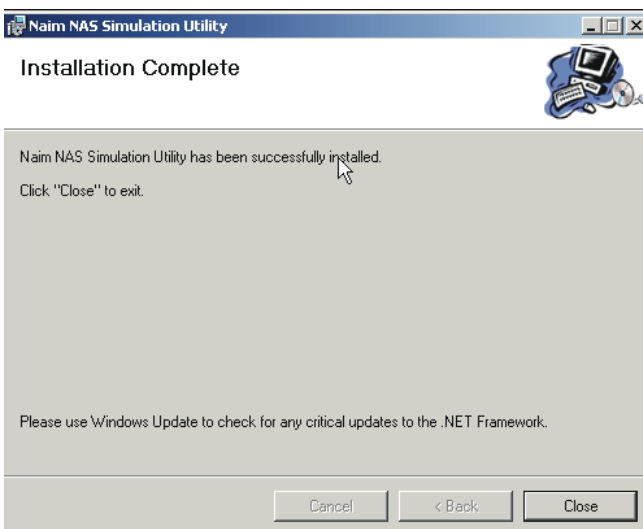 Naim NAS Simulation Utility
Installation Complete
Naim NAS Simulation Utility has been successfully installed.
Click "Close" to exit.
Please use Windows Update to check for any critical updates to the .NET Framework.
Cancel < Back Close